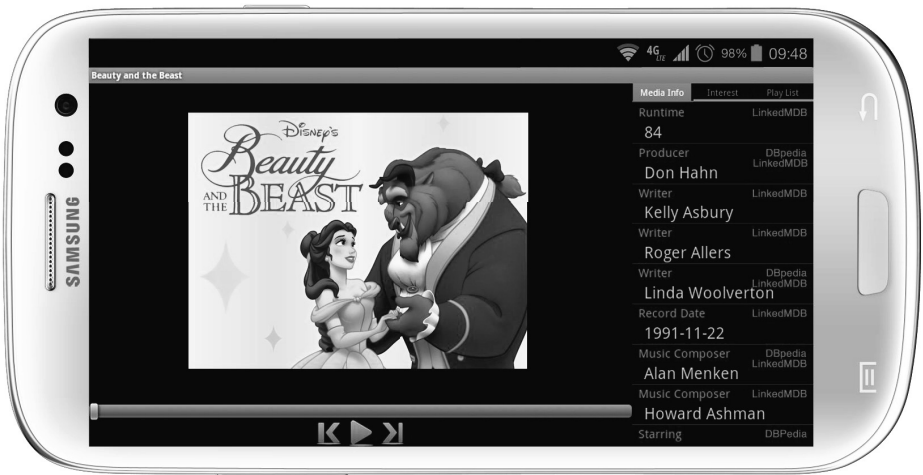 4G
LTE
98%
09:48
Beauty and the Beast
Media Info Interest Play List
DISNEY'S
Beauty
AND THE BEAST
Runtime LinkedMDB
84
Producer DBpedia
LinkedMDB
Don Hahn
Writer LinkedMDB
Kelly Asbury
Writer LinkedMDB
Roger Allers
Writer DBpedia
LinkedMDB
Linda Woolverton
Record Date LinkedMDB
1991-11-22
Music Composer DBpedia
LinkedMDB
Alan Menken
Music Composer LinkedMDB
Howard Ashman
Starring DBPedia
SAMSUNG